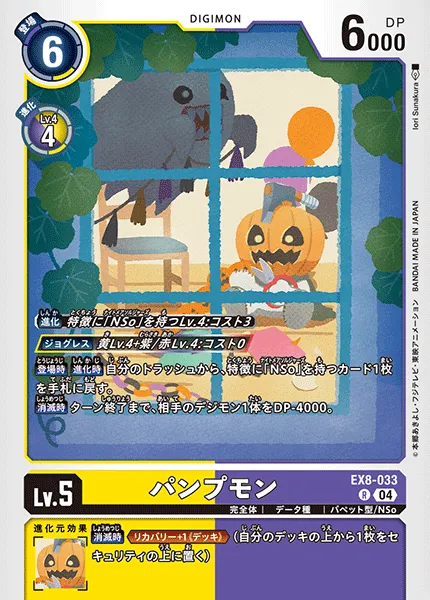 DIGIMON
登場
6
DP
6000
進化
Lv.4
4
Iori Sunakura
BANDAI MADE IN JAPAN
© 本郷あきよし・フジテレビ・東映アニメーション
進化 特徴に「NSo」を持つLv.4：コスト3
ジョグレス 黄Lv.4+紫/赤Lv.4：コスト0
登場時 進化時 自分のトラッシュから、特徴に「NSo」を持つカード1枚
を手札に戻す。
消滅時 ターン終了まで、相手のデジモン1体をDP-4000。
Lv.5
パンプモン
EX8-033
R 04
完全体 データ種 パペット型/NSo
進化元効果
消滅時 リカバリー+1《デッキ》（自分のデッキの上から1枚をセ
キュリティの上に置く）